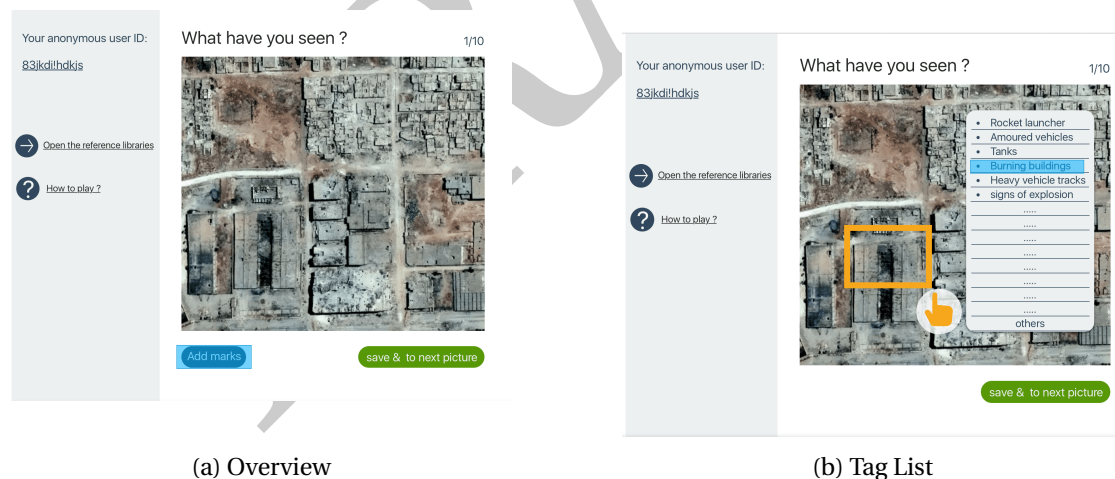 Your anonymous user ID:
83jkdi!hdkjs
Open the reference libraries
How to play ?
What have you seen ?
1/10
Add marks
save & to next picture
(a) Overview
Your anonymous user ID:
83jkdi!hdkjs
Open the reference libraries
How to play ?
What have you seen ?
1/10
• Rocket launcher
• Amoured vehicles
• Tanks
• Burning buildings
• Heavy vehicle tracks
• signs of explosion
.....
.....
.....
.....
.....
.....
.....
.....
others
save & to next picture
(b) Tag List